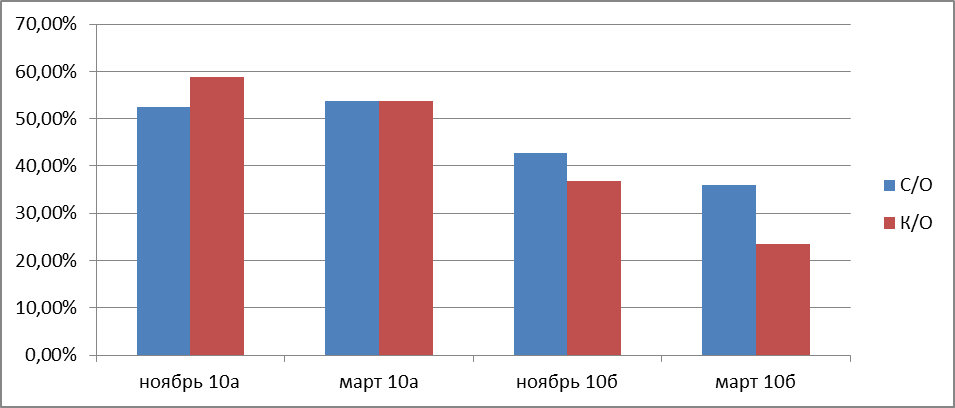 70,00%
60,00%
50,00%
40,00%
30,00%
20,00%
10,00%
0,00%
ноябрь 10а
март 10а
ноябрь 10б
март 10б
С/О
К/О